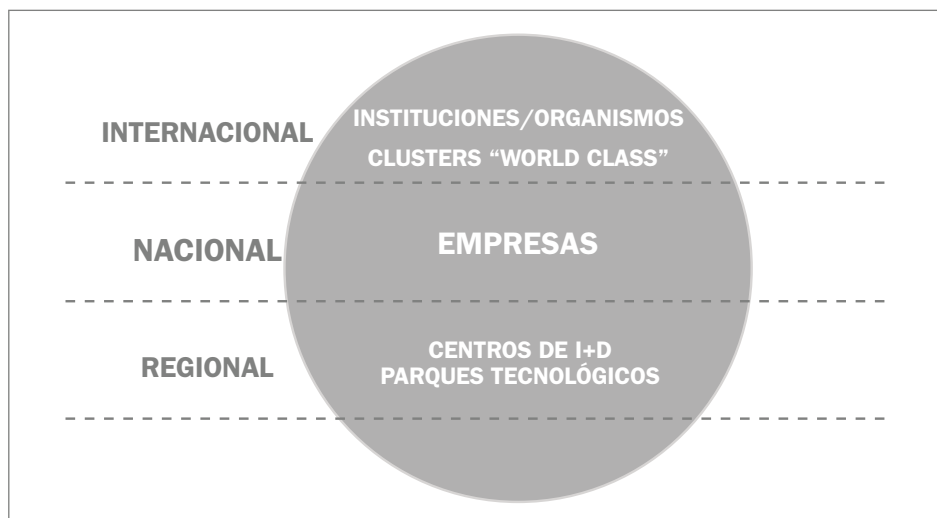 INTERNACIONAL
INSTITUCIONES/ORGANISMOS
CLUSTERS “WORLD CLASS”
NACIONAL
EMPRESAS
REGIONAL
CENTROS DE I+D
PARQUES TECNOLÓGICOS